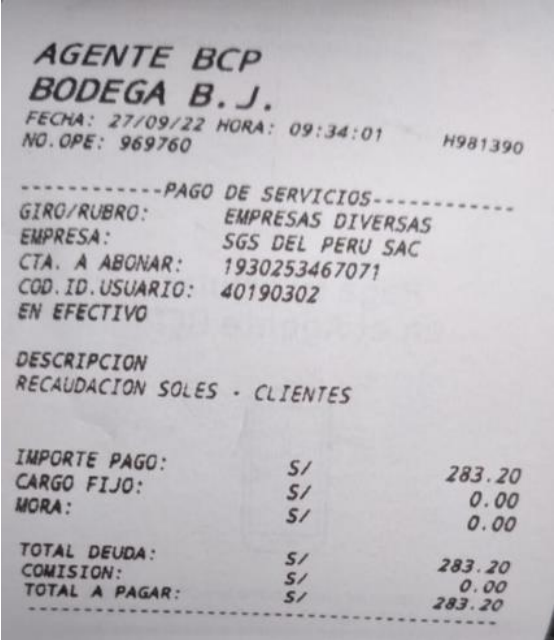 AGENTE BCP
BODEGA B.J.
FECHA: 27/09/22 HORA: 09:34:01 H981390
NO.OPE: 969760
------------PAGO DE SERVICIOS------------
GIRO/RUBRO: EMPRESAS DIVERSAS
EMPRESA: SGS DEL PERU SAC
CTA. A ABONAR: 1930253467071
COD.ID.USUARIO: 40190302
EN EFECTIVO
DESCRIPCION
RECAUDACION SOLES - CLIENTES
IMPORTE PAGO: S/ 283.20
CARGO FIJO: S/ 0.00
MORA: S/ 0.00
TOTAL DEUDA: S/ 283.20
COMISION: S/ 0.00
TOTAL A PAGAR: S/ 283.20